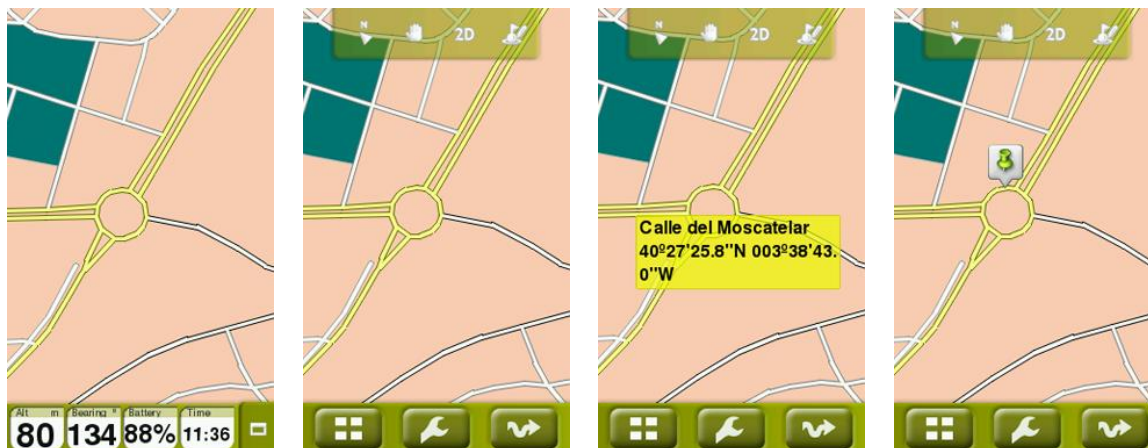 Alt m
Bearing º
Battery
Time
80
134
88%
11:36
N
2D
N
2D
Calle del Moscatelar
40º27'25.8"N 003º38'43.
0"W
N
2D